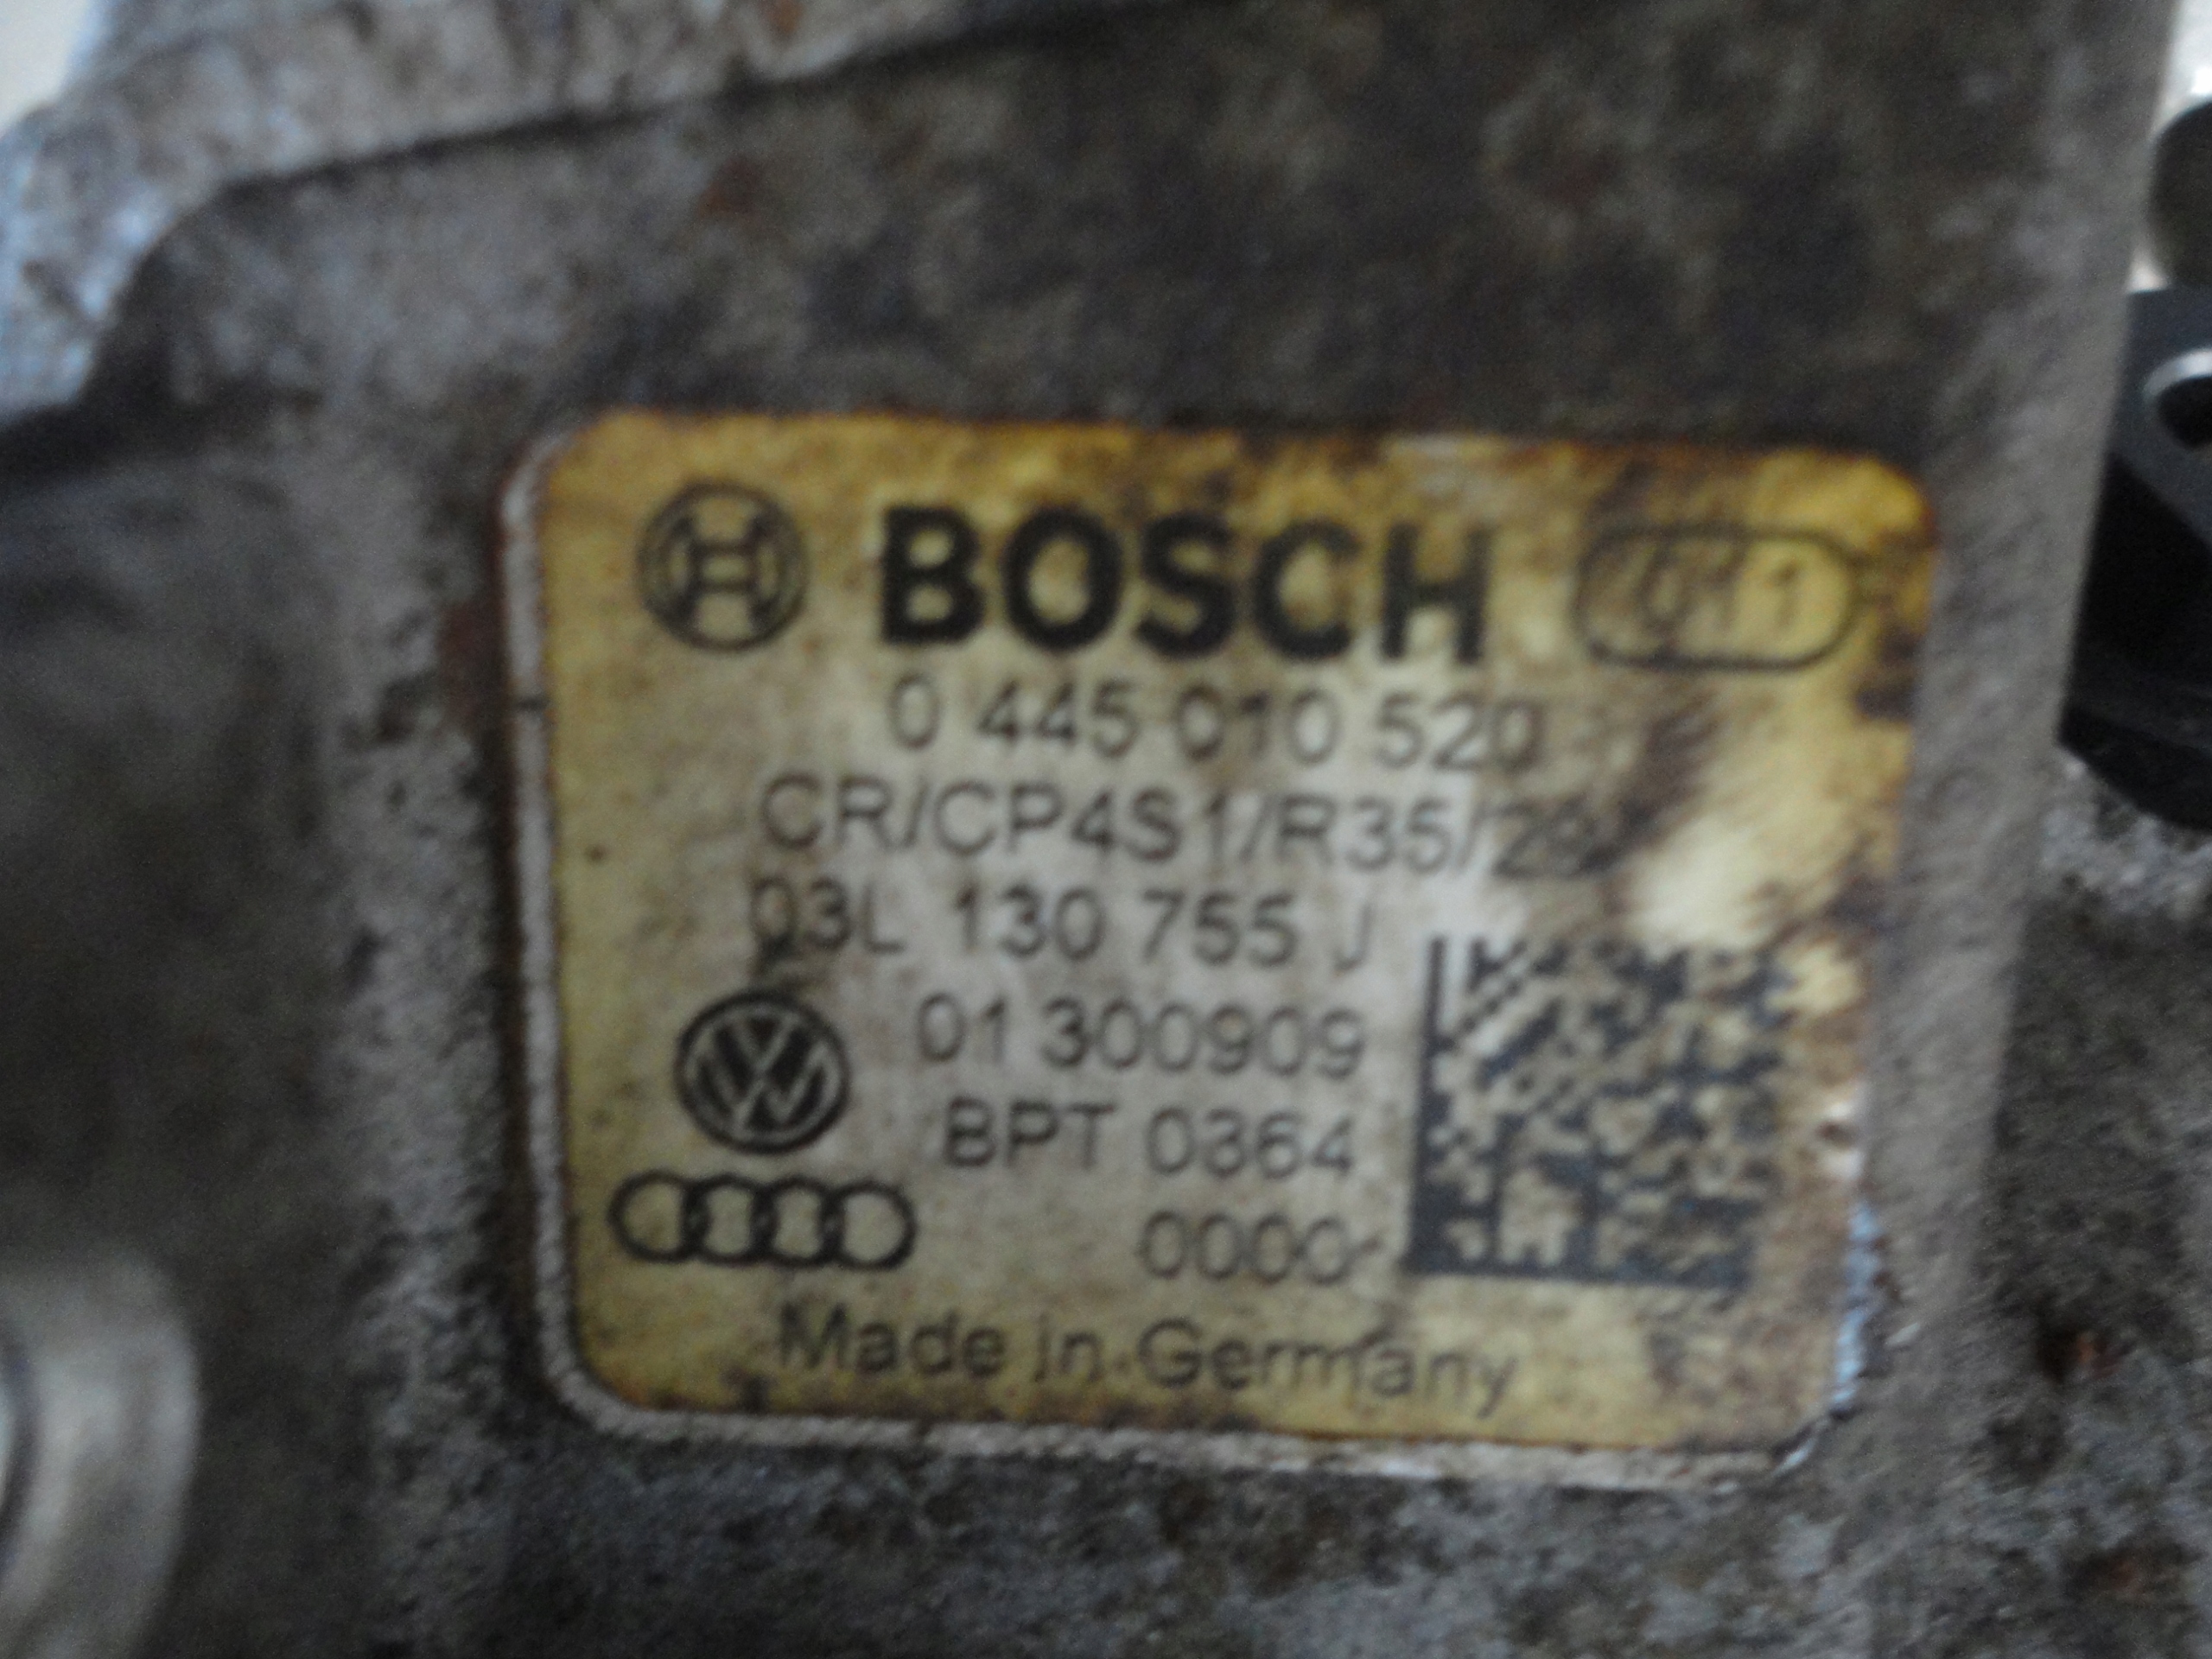 BOSCH 011
0 445 010 520
CR/CP4S1/R35/20
03L 130 755 J
01 300909
BPT 0364
0000
Made in Germany